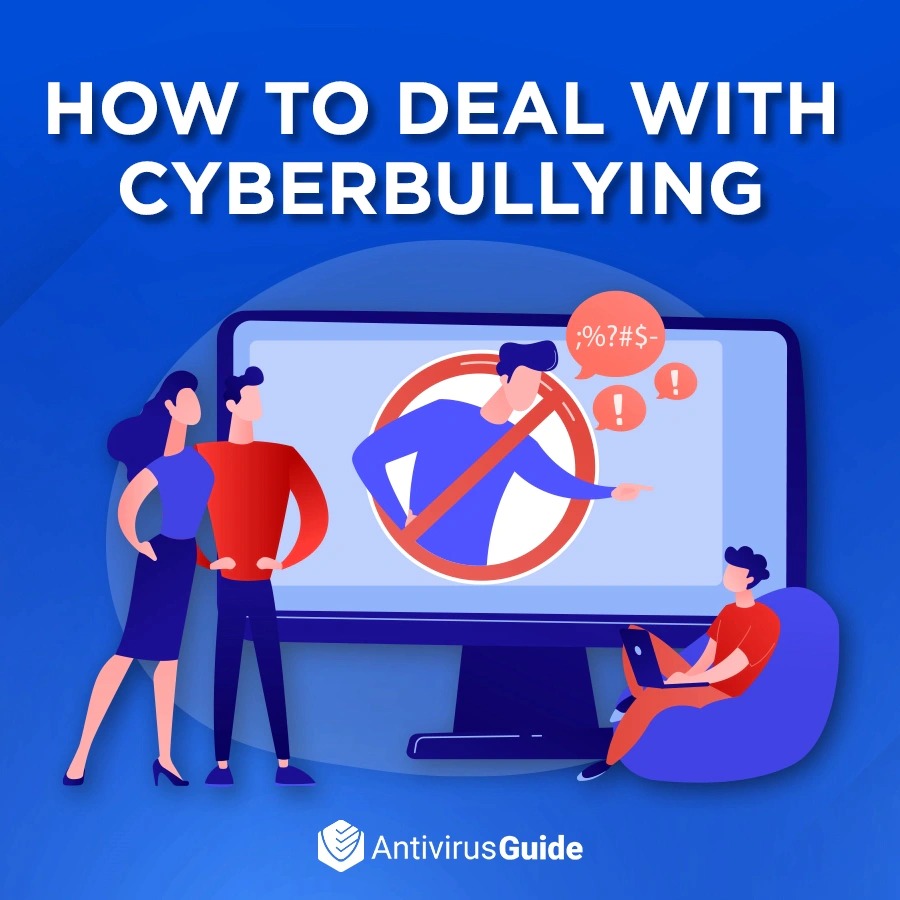 HOW TO DEAL WITH
CYBERBULLYING
;%?#$-
!
!
AntivirusGuide